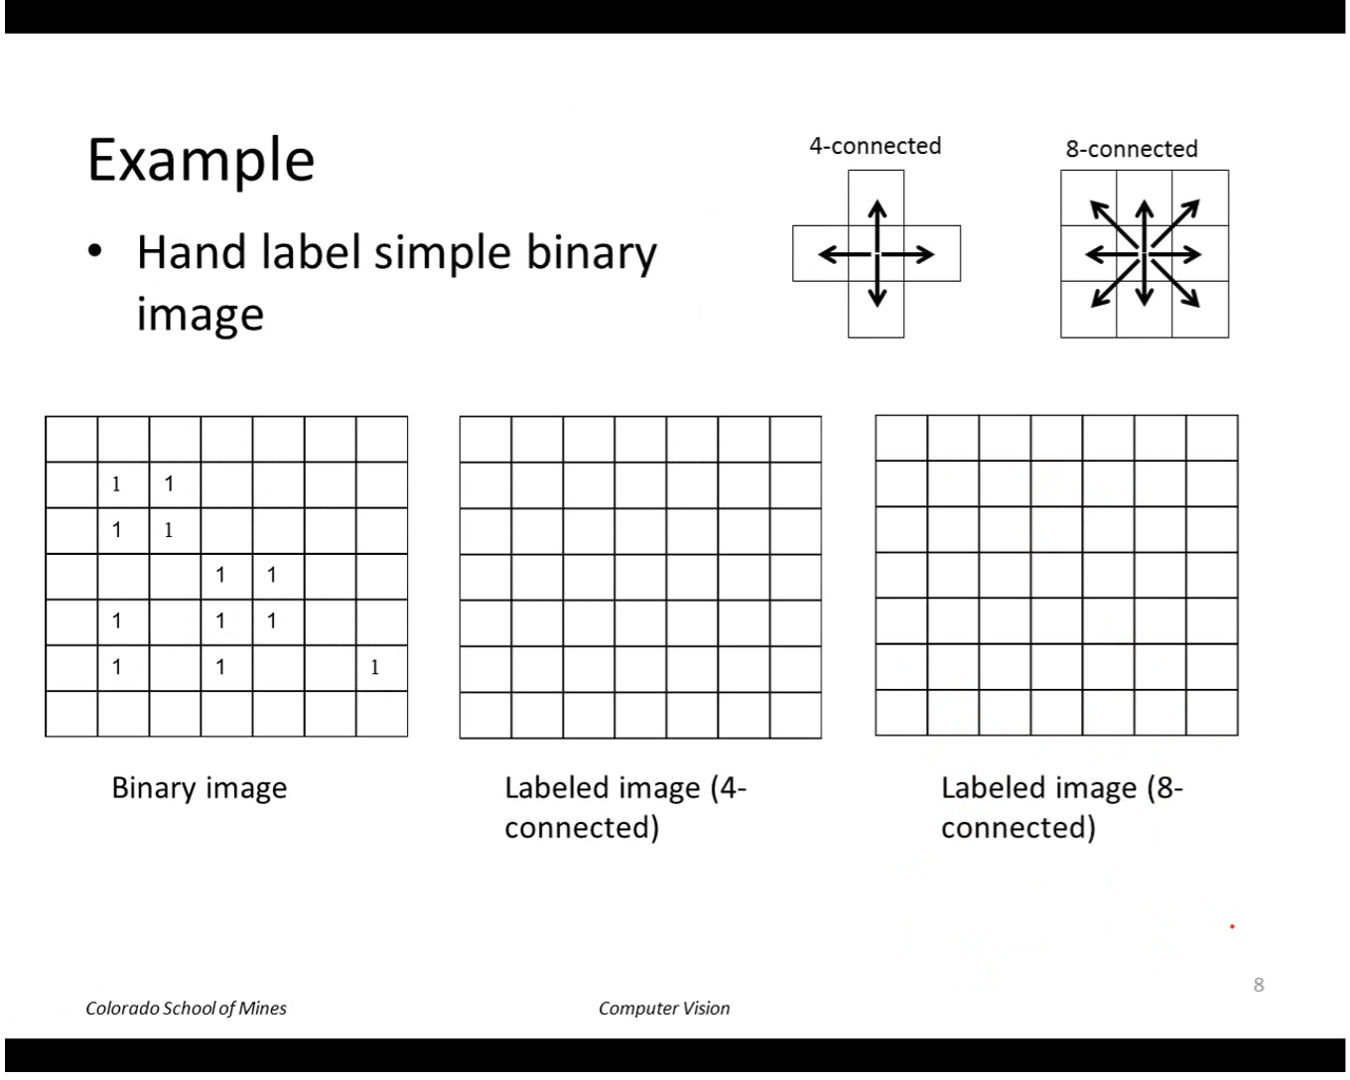 Example
4-connected
8-connected
• Hand label simple binary
image
1 1
1 1
1 1
1 1 1
1 1 1
Binary image
Labeled image (4-
connected)
Labeled image (8-
connected)
8
Colorado School of Mines
Computer Vision